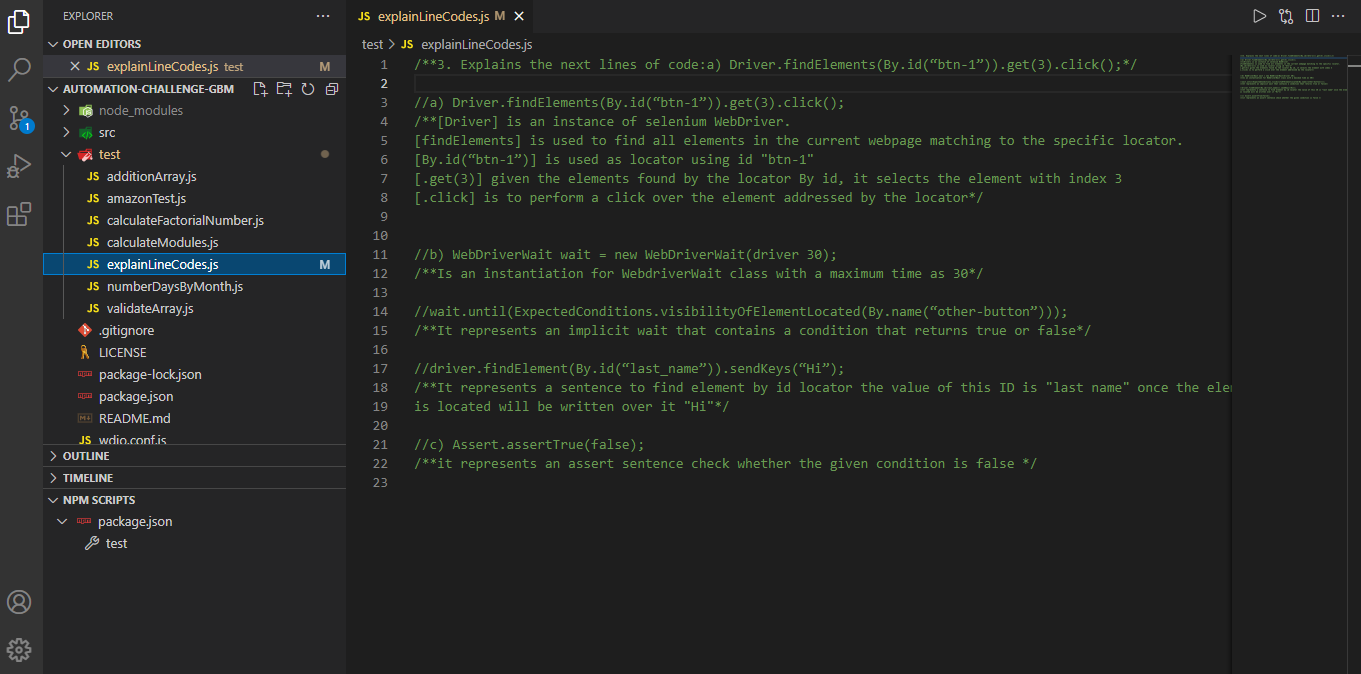 EXPLORER
OPEN EDITORS
JS explainLineCodes.js test M
AUTOMATION-CHALLENGE-GBM
node_modules
src
test
JS additionArray.js
JS amazonTest.js
JS calculateFactorialNumber.js
JS calculateModules.js
JS explainLineCodes.js M
JS numberDaysByMonth.js
JS validateArray.js
.gitignore
LICENSE
package-lock.json
package.json
README.md
JS wdio.conf.js
OUTLINE
TIMELINE
NPM SCRIPTS
package.json
test
1
JS explainLineCodes.js M
test > JS explainLineCodes.js
1 /**3. Explains the next lines of code:a) Driver.findElements(By.id(“btn-1”)).get(3).click();*/
2
3 //a) Driver.findElements(By.id(“btn-1”)).get(3).click();
4 /**[Driver] is an instance of selenium WebDriver.
5 [findElements] is used to find all elements in the current webpage matching to the specific locator.
6 [By.id(“btn-1”)] is used as locator using id "btn-1"
7 [.get(3)] given the elements found by the locator By id, it selects the element with index 3
8 [.click] is to perform a click over the element addressed by the locator*/
9
10
11 //b) WebDriverWait wait = new WebDriverWait(driver 30);
12 /**Is an instantiation for WebdriverWait class with a maximum time as 30*/
13
14 //wait.until(ExpectedConditions.visibilityOfElementLocated(By.name(“other-button”)));
15 /**It represents an implicit wait that contains a condition that returns true or false*/
16
17 //driver.findElement(By.id(“last_name”)).sendKeys(“Hi”);
18 /**It represents a sentence to find element by id locator the value of this ID is "last name" once the ele
19 is located will be written over it "Hi"*/
20
21 //c) Assert.assertTrue(false);
22 /**it represents an assert sentence check whether the given condition is false */
23